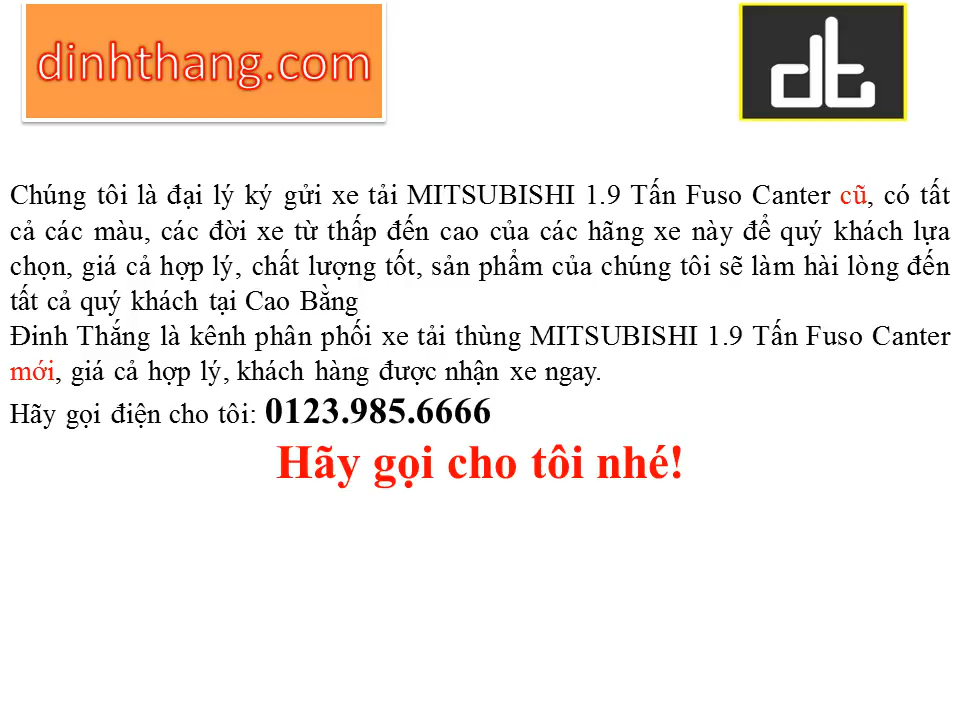 dinhthang.com
dt
Chúng tôi là đại lý ký gửi xe tải MITSUBISHI 1.9 Tấn Fuso Canter cũ, có tất
cả các màu, các đời xe từ thấp đến cao của các hãng xe này để quý khách lựa
chọn, giá cả hợp lý, chất lượng tốt, sản phẩm của chúng tôi sẽ làm hài lòng đến
tất cả quý khách tại Cao Bằng
Đinh Thắng là kênh phân phối xe tải thùng MITSUBISHI 1.9 Tấn Fuso Canter
mới, giá cả hợp lý, khách hàng được nhận xe ngay.
Hãy gọi điện cho tôi: 0123.985.6666
Hãy gọi cho tôi nhé!